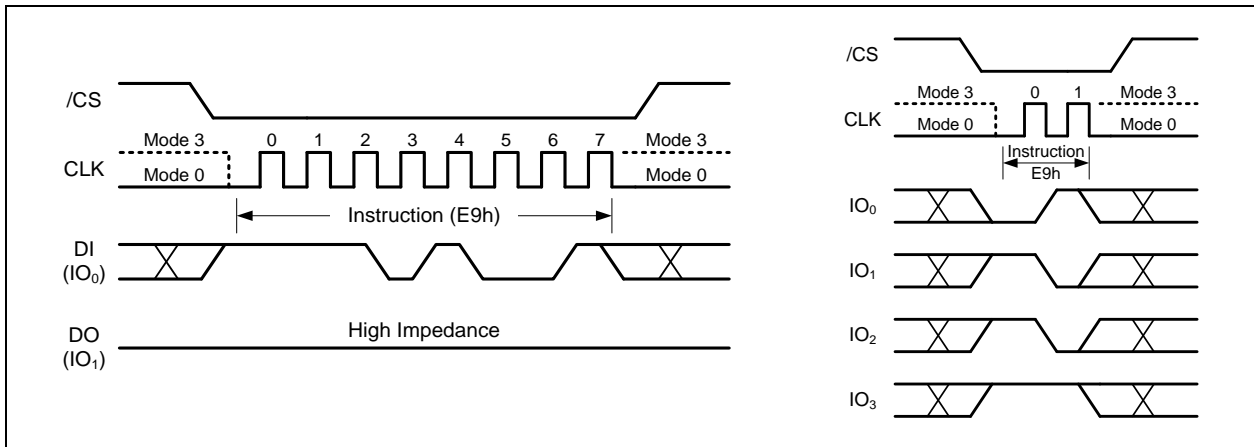 /CS
Mode 3 0 1 2 3 4 5 6 7 Mode 3
CLK
Mode 0 Mode 0
Instruction (E9h)
DI
(IO₀)
High Impedance
DO
(IO₁)
/CS
Mode 3 0 1 Mode 3
CLK
Mode 0 Mode 0
Instruction
E9h
IO₀
IO₁
IO₂
IO₃